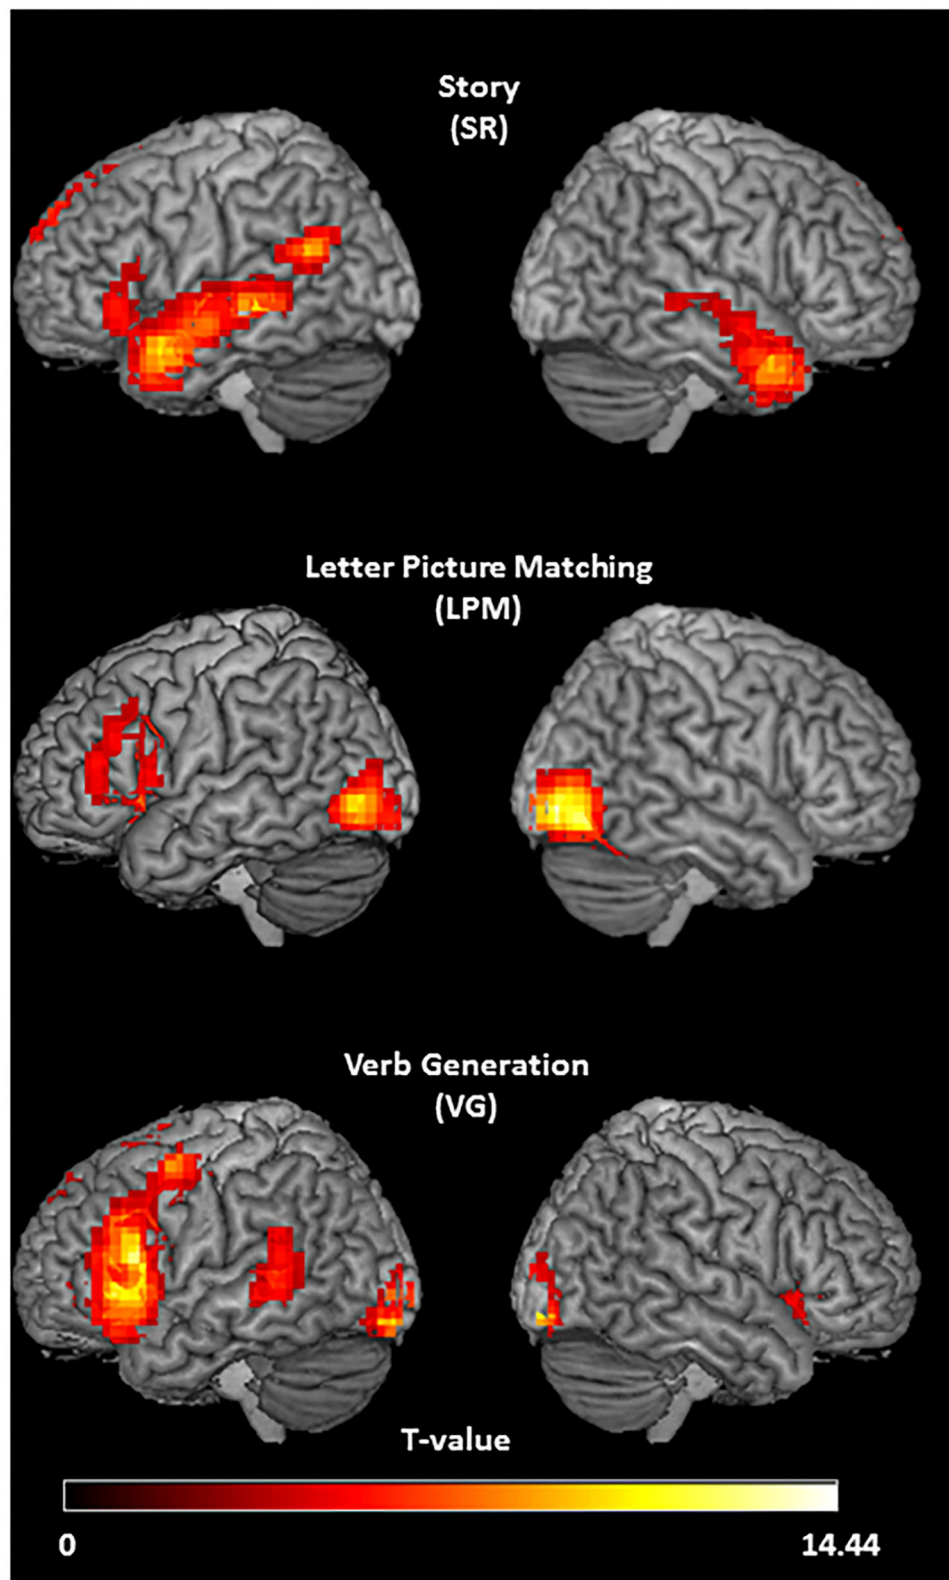 Story
(SR)
Letter Picture Matching
(LPM)
Verb Generation
(VG)
T-value
0 14.44